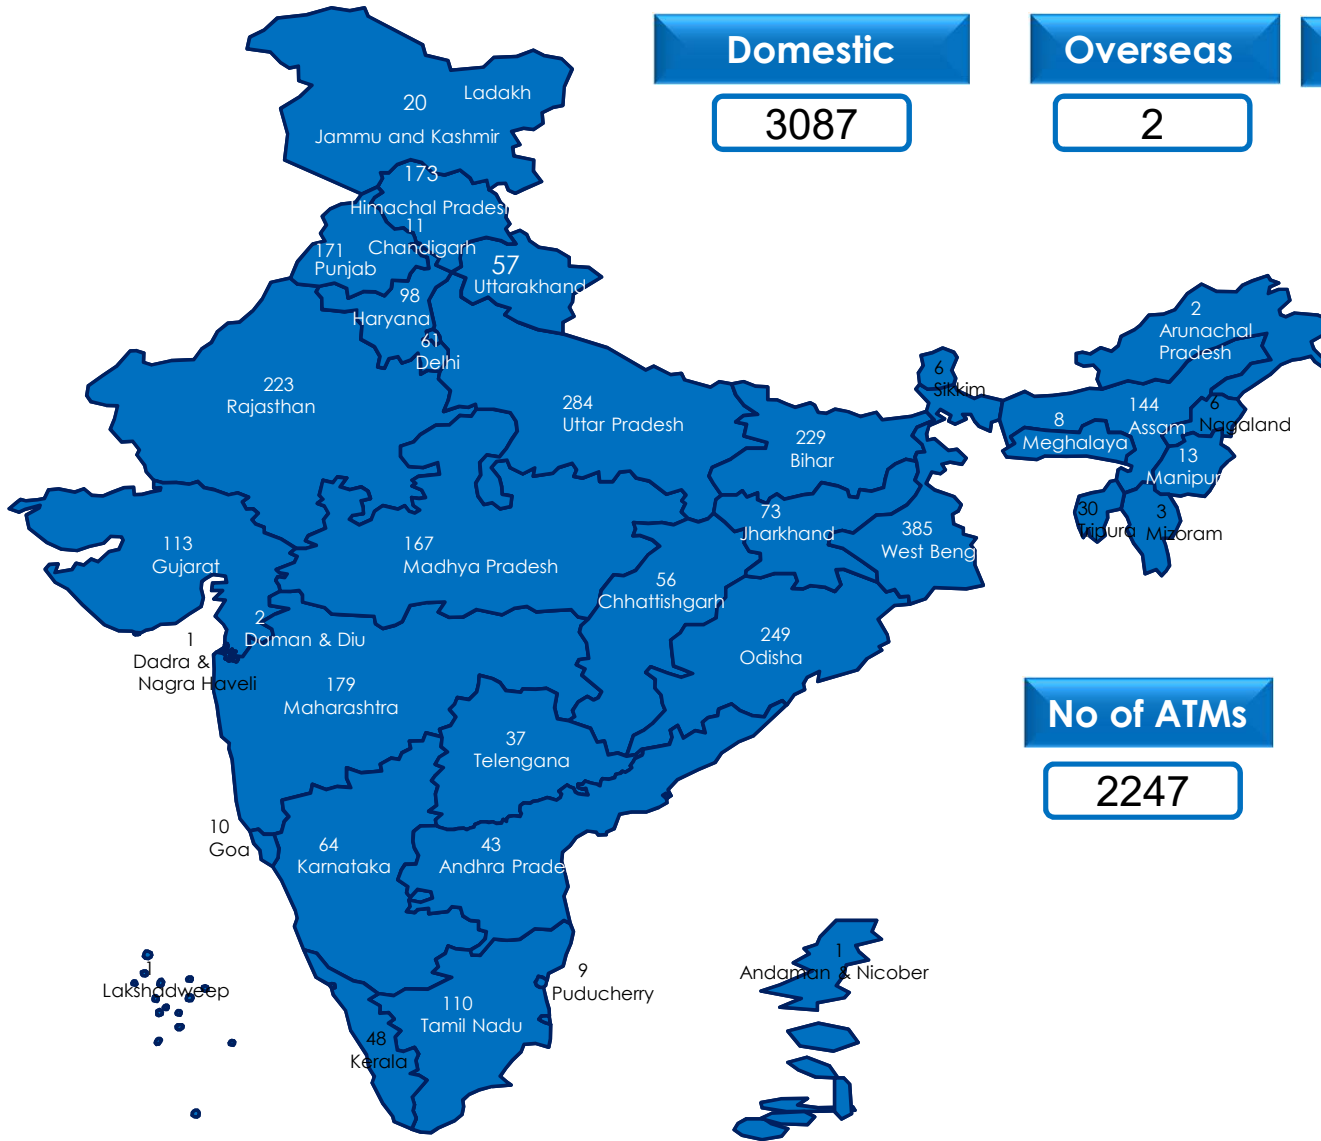 Domestic
Overseas
3087
2
Ladakh
20
Jammu and Kashmir
173
Himachal Prades
11
Chandigarh
171
Punjab
57
Uttarakhand
98
Haryana
61
Delhi
2
Arunachal
Pradesh
223
Rajasthan
284
Uttar Pradesh
229
Bihar
6
Sikkim
144
Assam
6
Nagaland
8
Meghalaya
13
Manipur
30
Tripura
3
Mizoram
113
Gujarat
167
Madhya Pradesh
73
Jharkhand
385
West Beng
56
Chhattishgarh
2
Daman & Diu
1
Dadra &
Nagra Haveli
249
Odisha
179
Maharashtra
37
Telengana
No of ATMs
2247
10
Goa
64
Karnataka
43
Andhra Prade
1
Lakshadweep
9
Puducherry
1
Andaman & Nicober
110
Tamil Nadu
48
Kerala